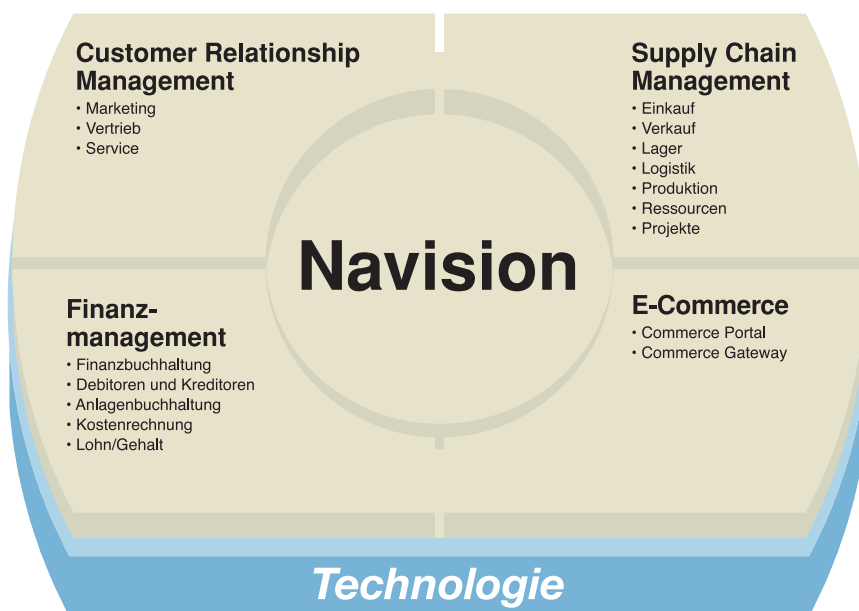 Customer Relationship
Management
• Marketing
• Vertrieb
• Service
Supply Chain
Management
• Einkauf
• Verkauf
• Lager
• Logistik
• Produktion
• Ressourcen
• Projekte
Navision
Finanz-
management
• Finanzbuchhaltung
• Debitoren und Kreditoren
• Anlagenbuchhaltung
• Kostenrechnung
• Lohn/Gehalt
E-Commerce
• Commerce Portal
• Commerce Gateway
Technologie